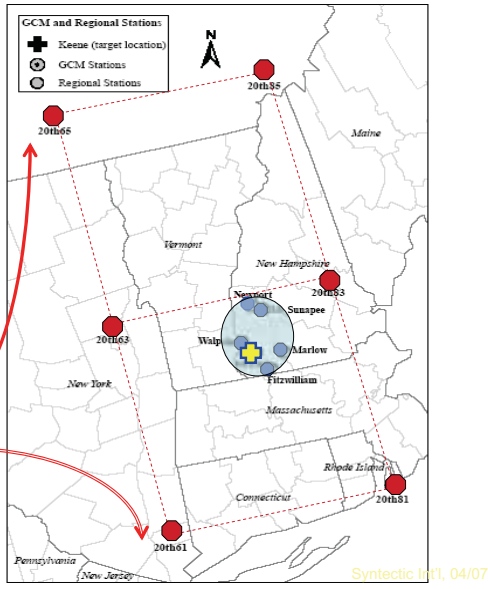 GCM and Regional Stations
Keene (target location)
GCM Stations
Regional Stations
N
20th85
20th65
Maine
Vermont
New Hampshire
20th83
Newport
Sunapee
20th63
Walp
Marlow
New York
Fitzwilliam
Massachusetts
Rhode Island
Connecticut
20th81
20th61
Pennsylvania
New Jersey
Syntectic Int'l, 04/07